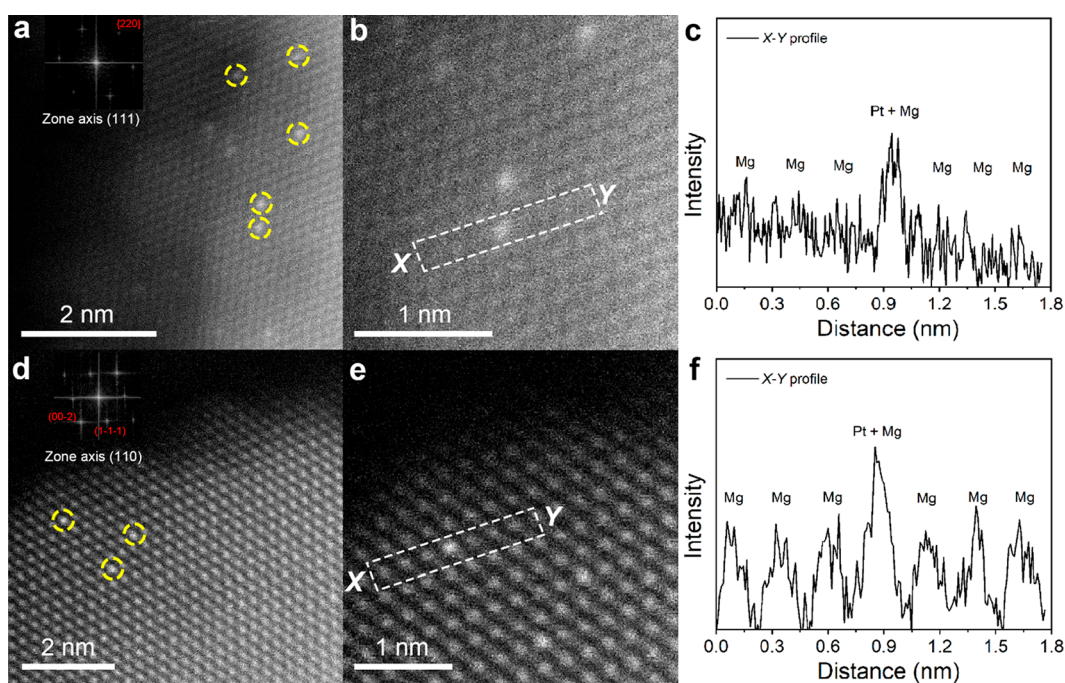 a
{220}
Zone axis (111)
2 nm
b
X
Y
1 nm
c
X-Y profile
Pt + Mg
Mg Mg Mg Mg Mg Mg
Intensity
0.0 0.3 0.6 0.9 1.2 1.5 1.8
Distance (nm)
d
(00-2)
(1-1-1)
Zone axis (110)
2 nm
e
X
Y
1 nm
f
X-Y profile
Pt + Mg
Mg Mg Mg Mg Mg Mg
Intensity
0.0 0.3 0.6 0.9 1.2 1.5 1.8
Distance (nm)